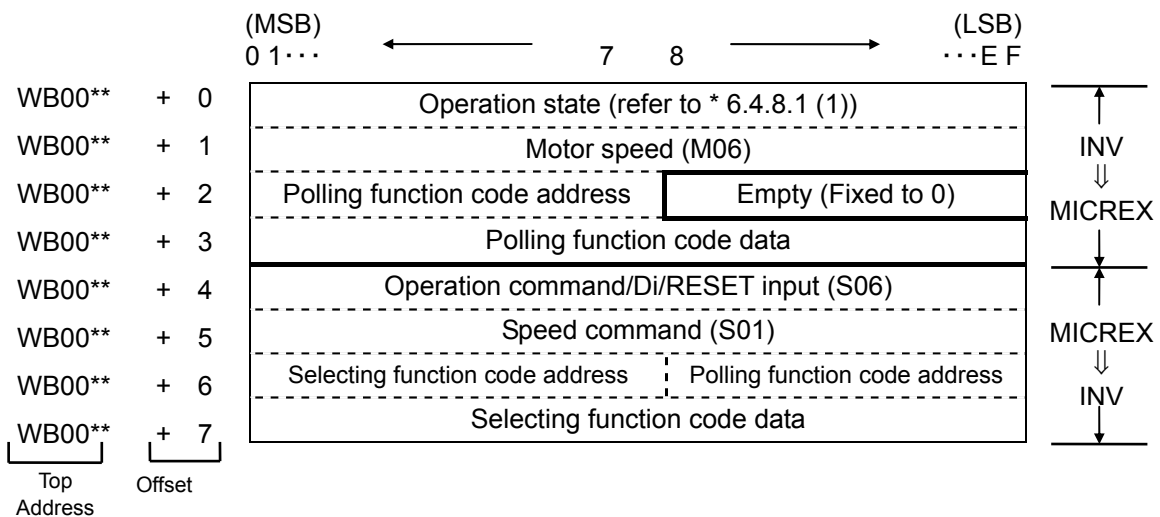 (MSB) (LSB)
0 1··· 7 8 ···E F
WB00** + 0 Operation state (refer to * 6.4.8.1 (1))
WB00** + 1 Motor speed (M06) INV
WB00** + 2 Polling function code address Empty (Fixed to 0) ⇓ MICREX
WB00** + 3 Polling function code data
WB00** + 4 Operation command/Di/RESET input (S06)
WB00** + 5 Speed command (S01) MICREX
WB00** + 6 Selecting function code address Polling function code address ⇓ INV
WB00** + 7 Selecting function code data
Top Offset
Address